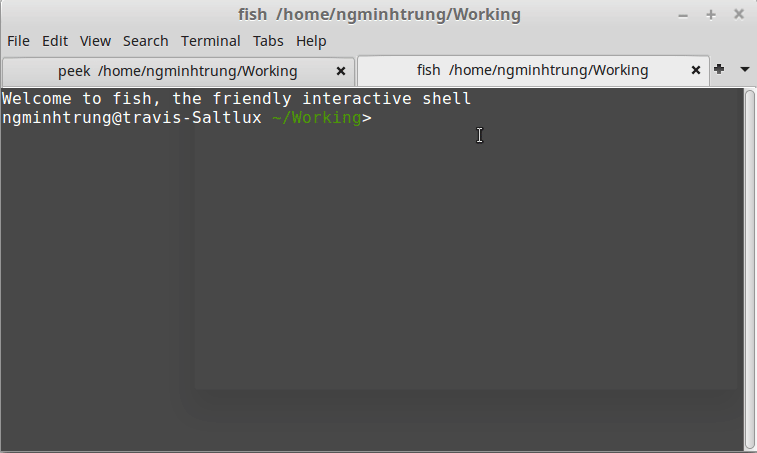 fish  /home/ngminhtrung/Working
File Edit View Search Terminal Tabs Help
peek  /home/ngminhtrung/Working
fish  /home/ngminhtrung/Working
Welcome to fish, the friendly interactive shell
ngminhtrung@travis-Saltlux ~/Working>